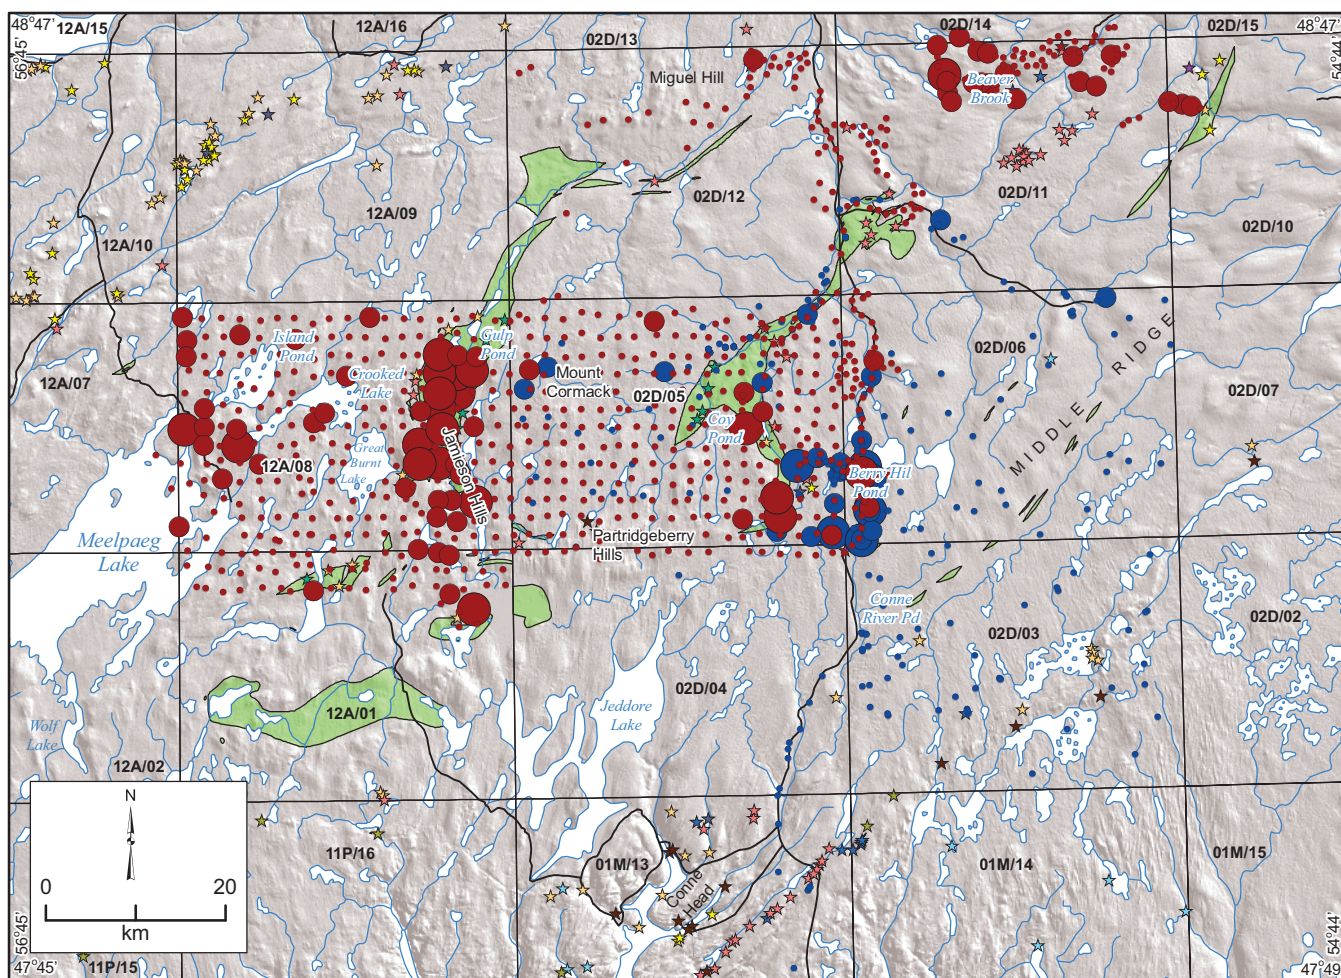 48°47'
12A/15
12A/16
02D/13
02D/14
02D/15
48°47'
56°45'
54°44'
Miguel Hill
Beaver
Brook
12A/09
02D/12
02D/11
12A/10
02D/10
Island
Pond
Gulp
Pond
Crooked
Lake
Mount
Cormack
02D/05
02D/06
MIDDLE RIDGE
12A/07
02D/07
Coy
Pond
Great
Burnt
Lake
12A/08
Jamieson Hills
Berry Hil
Pond
Partridgeberry
Hills
Meelpaeg
Lake
Conne
River Pd
02D/03
02D/02
02D/04
Jeddore
Lake
12A/01
Wolf
Lake
12A/02
N
0
20
km
11P/16
01M/13
Conne
Head
01M/14
01M/15
56°45'
54°44'
11P/15
47°45'
47°49'